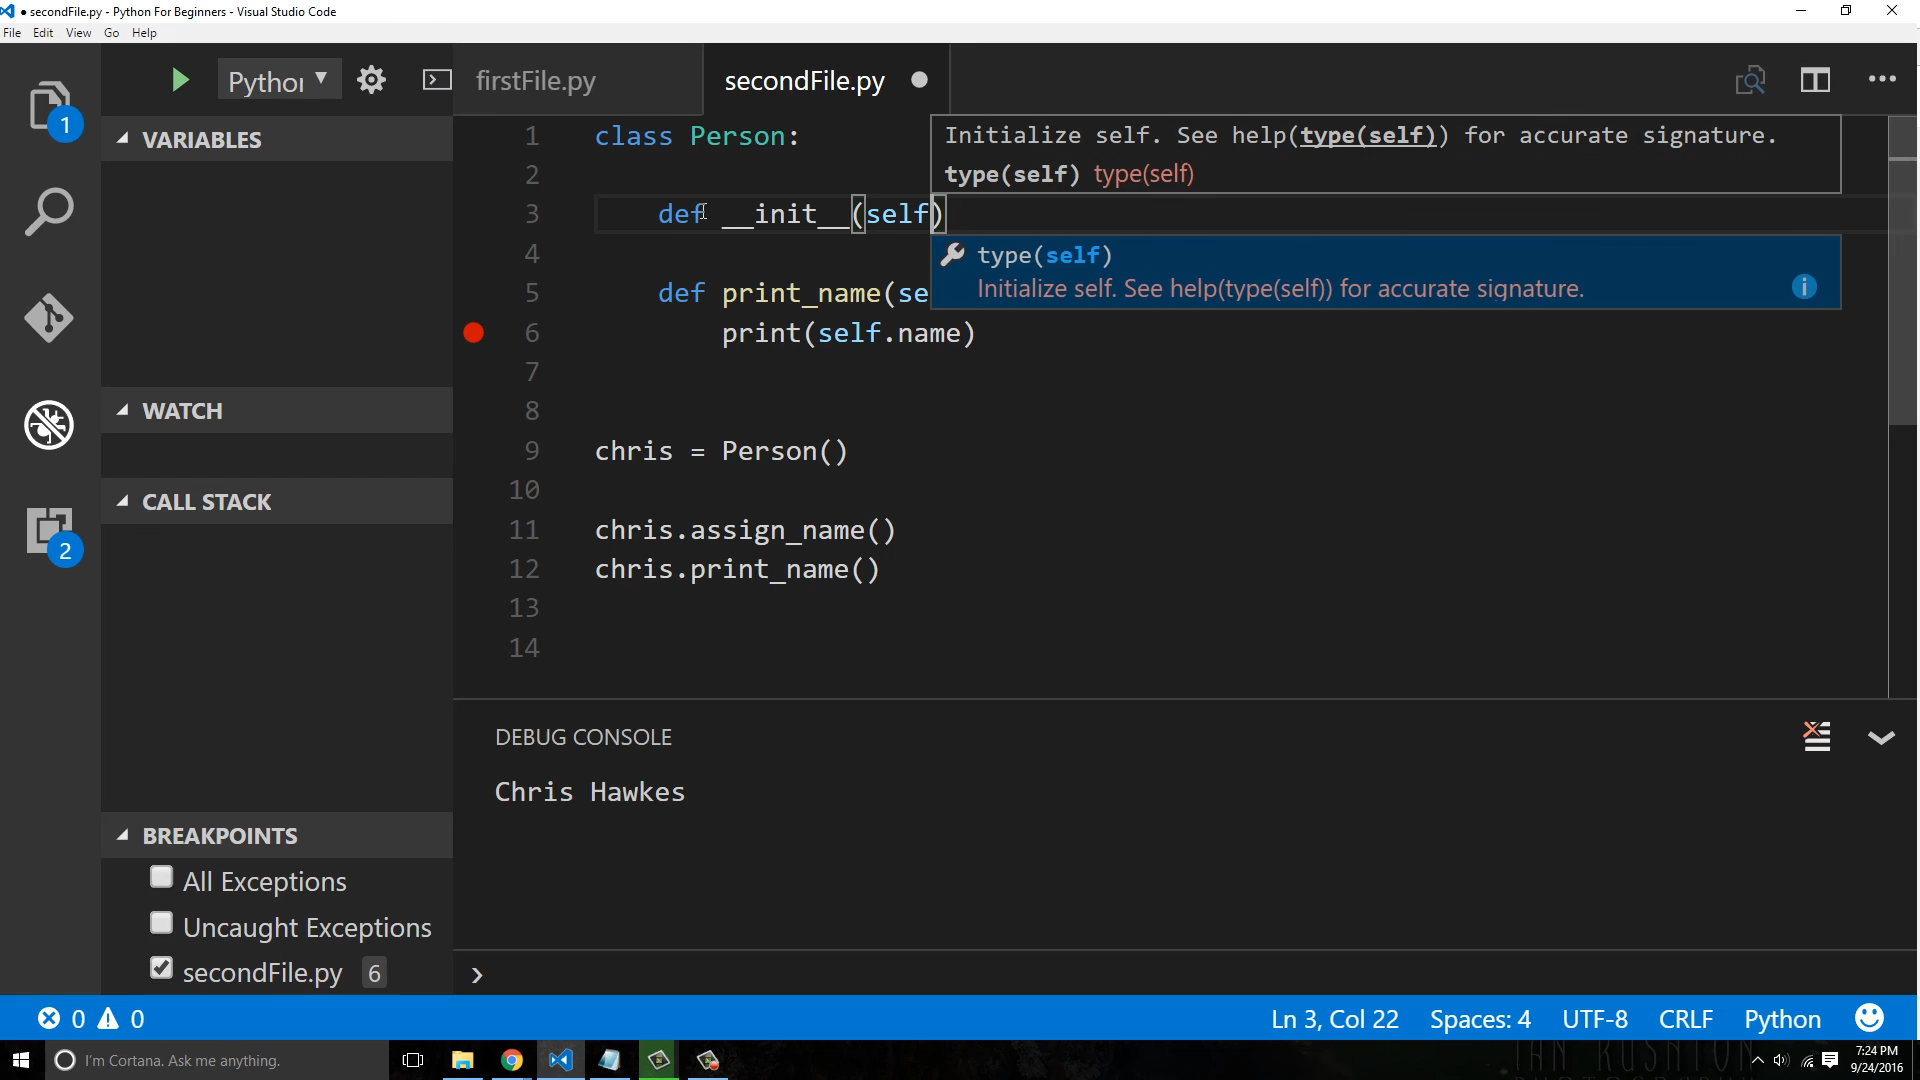 ● secondFile.py - Python For Beginners - Visual Studio Code
File Edit View Go Help
Python
firstFile.py
secondFile.py
VARIABLES
WATCH
CALL STACK
BREAKPOINTS
All Exceptions
Uncaught Exceptions
secondFile.py 6
1
2
1 class Person:
2
3 def __init__(self)
4
5 def print_name(se
6 print(self.name)
7
8
9 chris = Person()
10
11 chris.assign_name()
12 chris.print_name()
13
14
Initialize self. See help(type(self)) for accurate signature.
type(self) type(self)
type(self)
Initialize self. See help(type(self)) for accurate signature.
DEBUG CONSOLE
Chris Hawkes
0 0
Ln 3, Col 22 Spaces: 4 UTF-8 CRLF Python
I'm Cortana. Ask me anything.
7:24 PM
9/24/2016